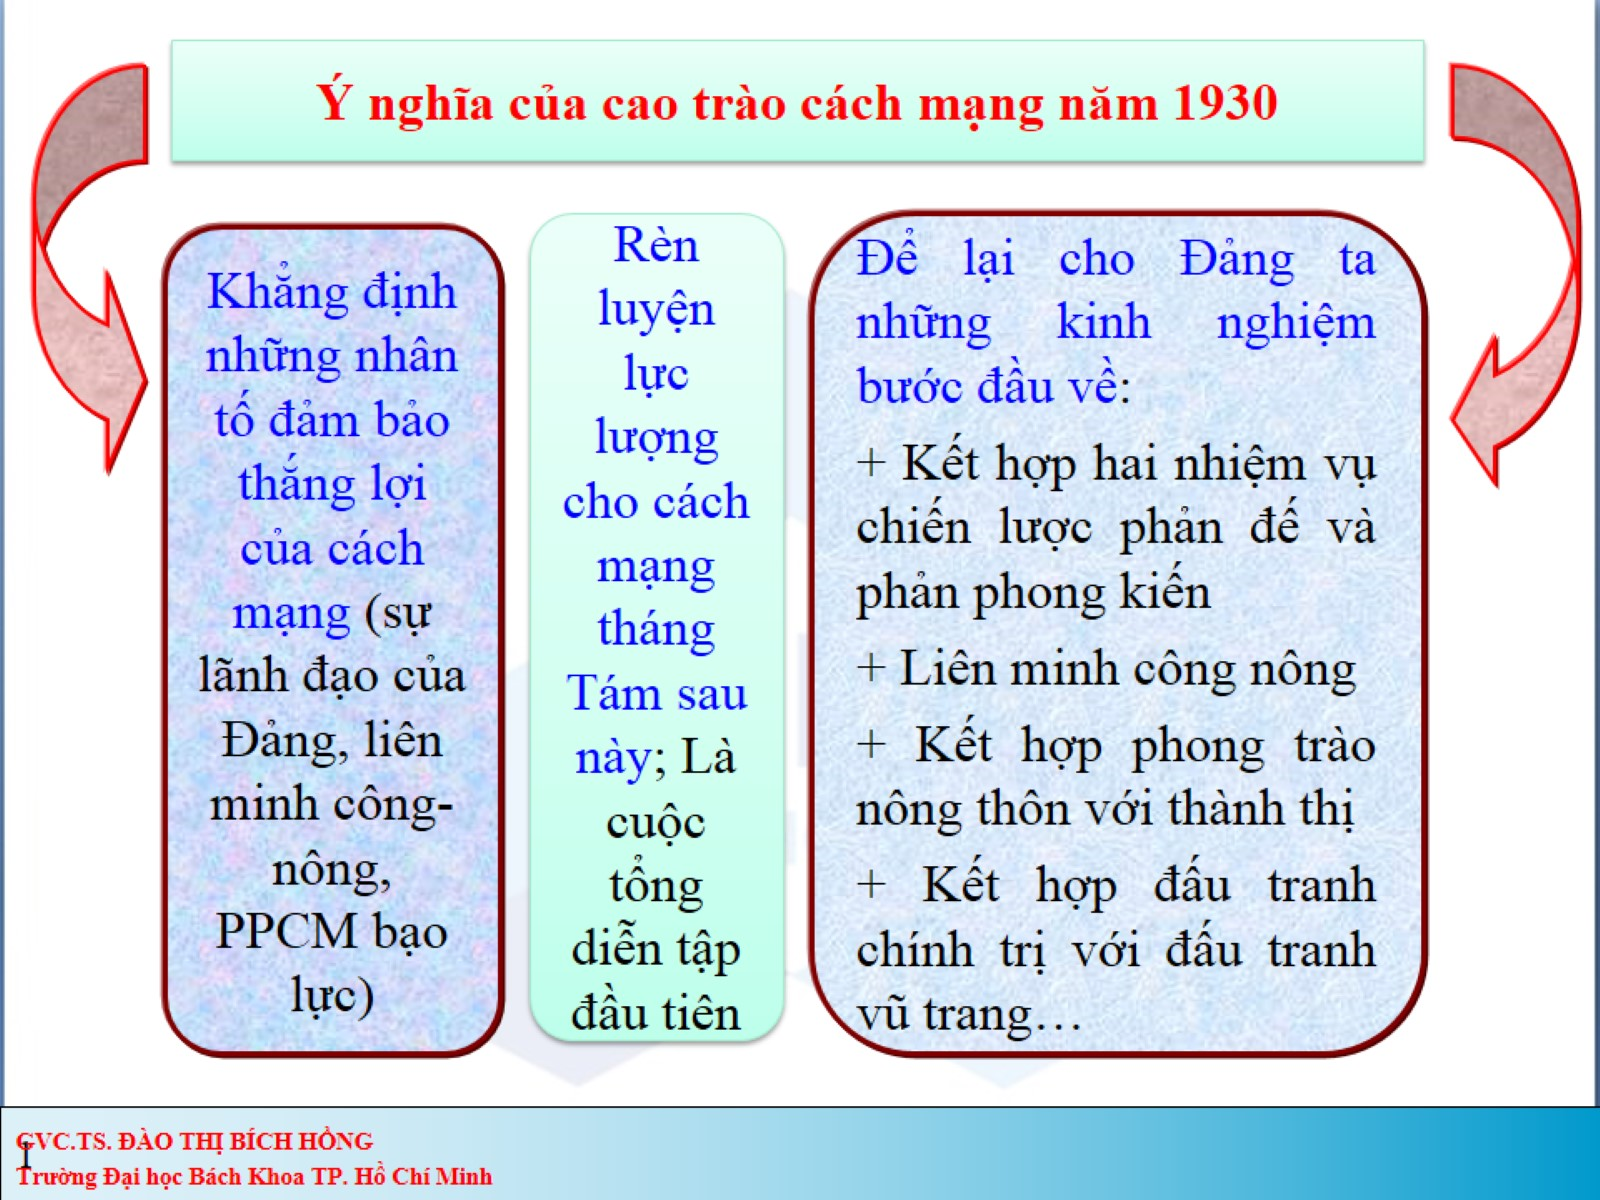 Ý nghĩa của cao trào cách mạng năm 1930
Khẳng định
những nhân
tố đảm bảo
thắng lợi
của cách
mạng (sự
lãnh đạo của
Đảng, liên
minh công-
nông,
PPCM bạo
lực)
Rèn
luyện
lực
lượng
cho cách
mạng
tháng
Tám sau
này; Là
cuộc
tổng
diễn tập
đầu tiên
Để lại cho Đảng ta
những kinh nghiệm
bước đầu về:
+ Kết hợp hai nhiệm vụ
chiến lược phản đế và
phản phong kiến
+ Liên minh công nông
+ Kết hợp phong trào
nông thôn với thành thị
+ Kết hợp đấu tranh
chính trị với đấu tranh
vũ trang…
GVC.TS. ĐÀO THỊ BÍCH HỒNG
1
Trường Đại học Bách Khoa TP. Hồ Chí Minh